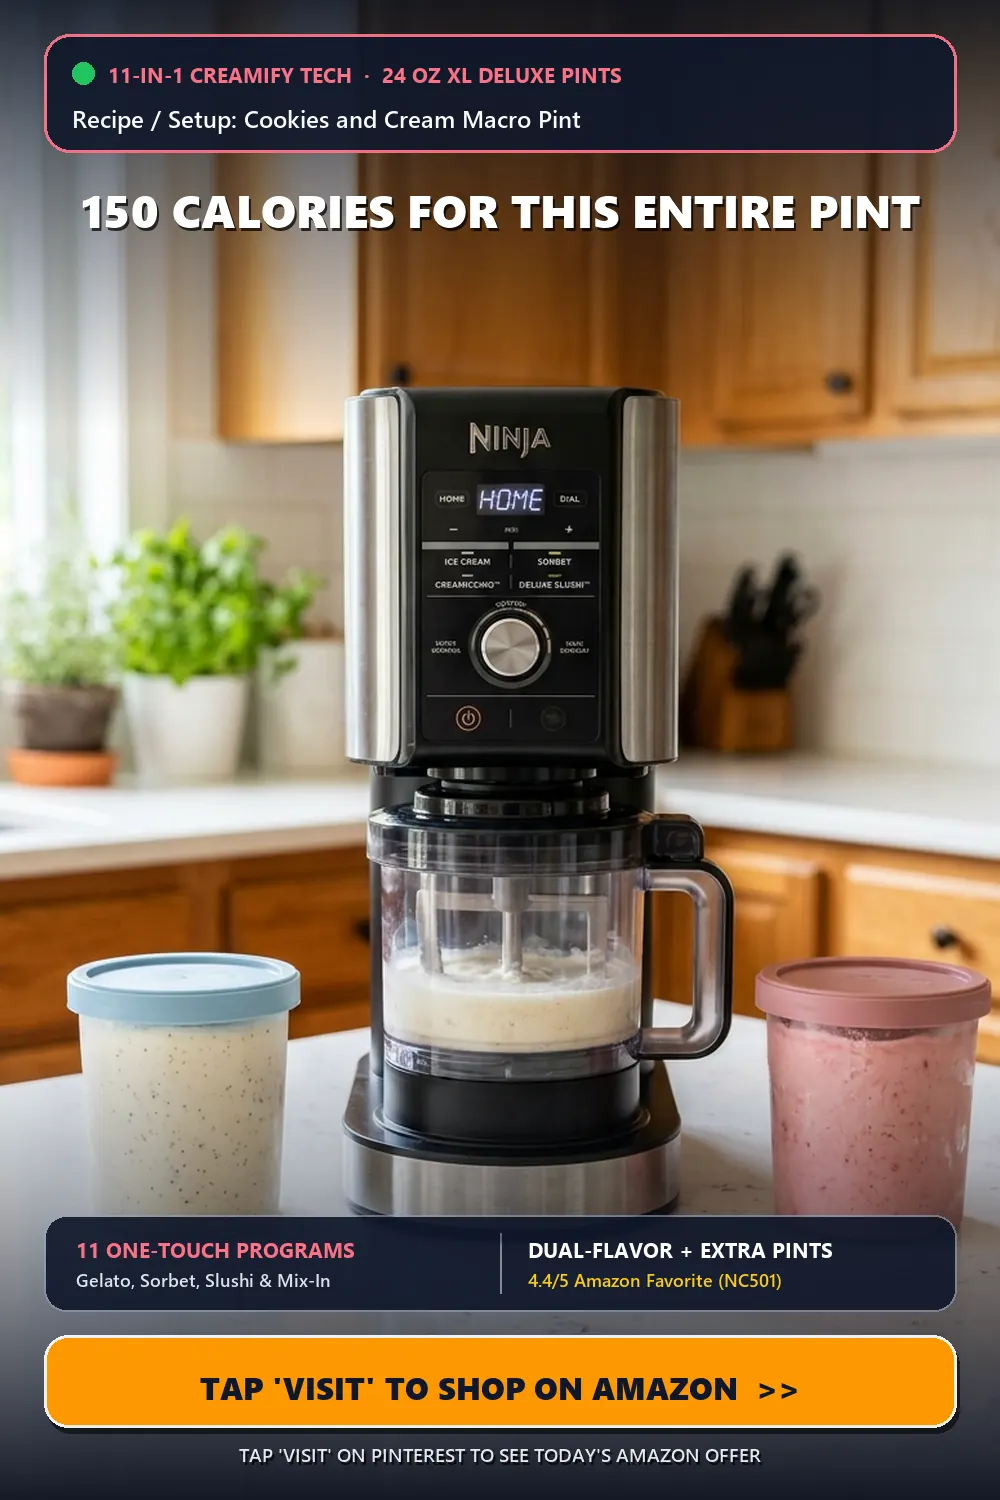 11-IN-1 CREAMIFY TECH · 24 OZ XL DELUXE PINTS
Recipe / Setup: Cookies and Cream Macro Pint
150 CALORIES FOR THIS ENTIRE PINT
NINJA
HOME HOME DIAL
− +
ICE CREAM SONBET
CREAMICCHIO™ DELUXE SLUSHI™
11 ONE-TOUCH PROGRAMS
Gelato, Sorbet, Slushi & Mix-In
DUAL-FLAVOR + EXTRA PINTS
4.4/5 Amazon Favorite (NC501)
TAP 'VISIT' TO SHOP ON AMAZON >>
TAP 'VISIT' ON PINTEREST TO SEE TODAY'S AMAZON OFFER